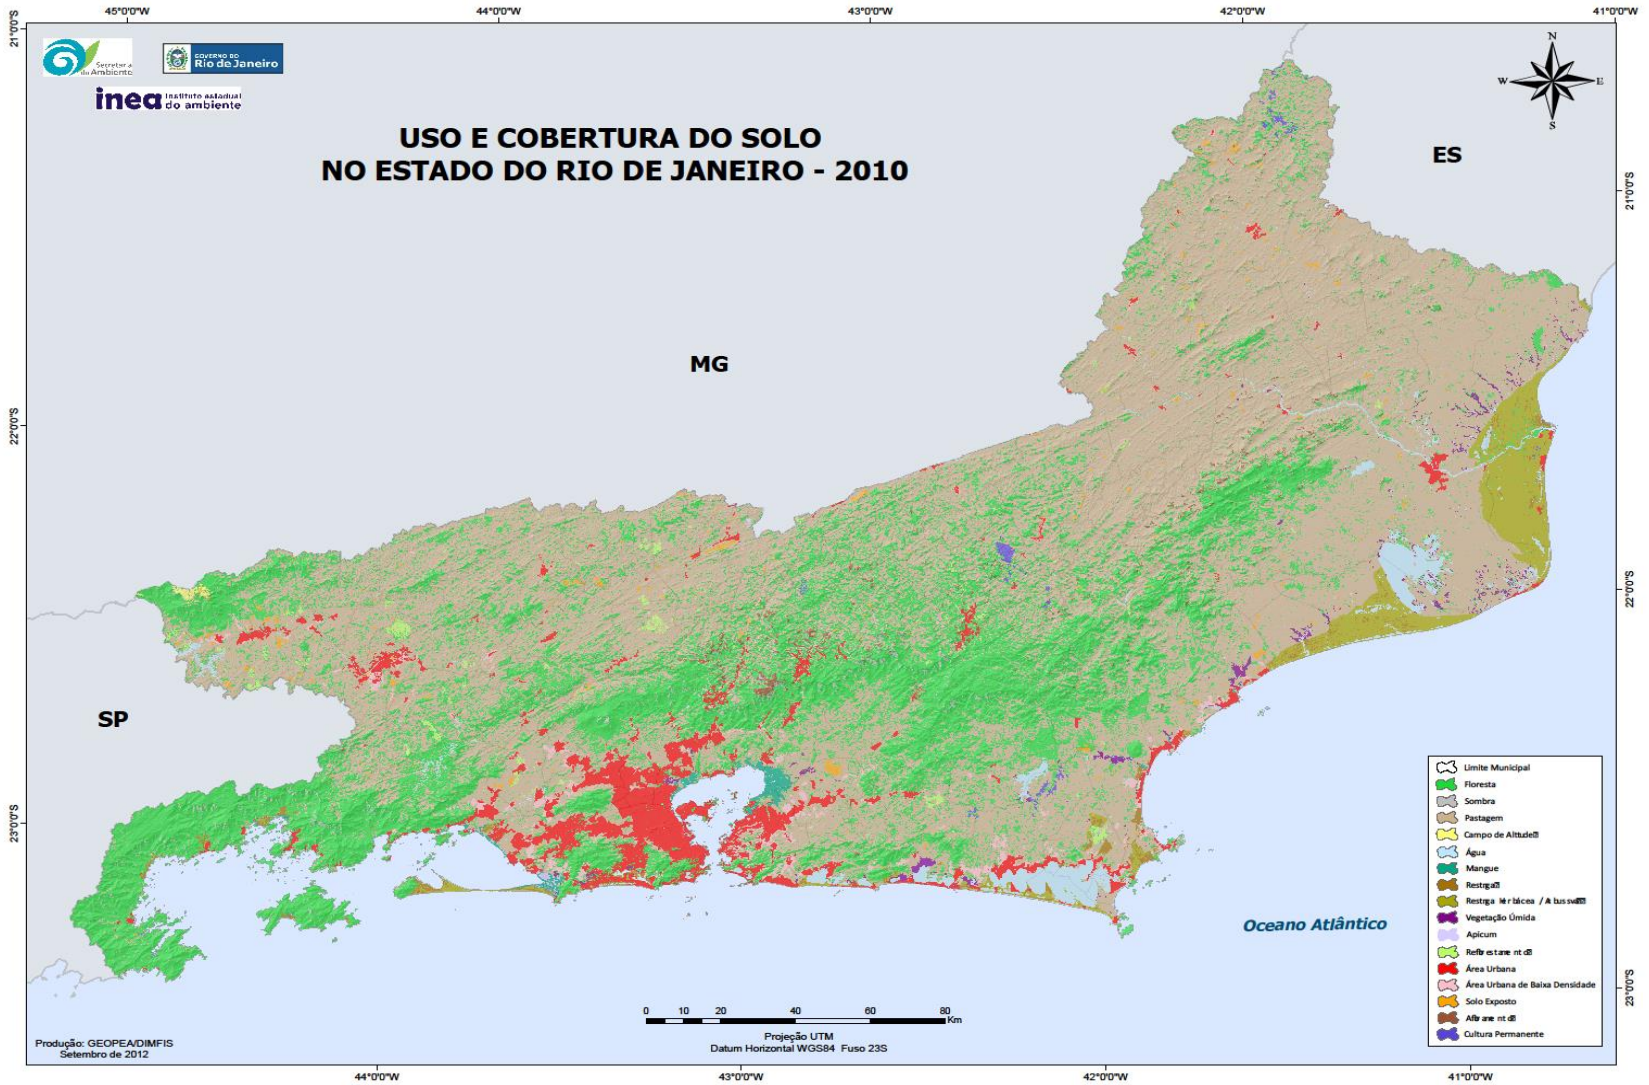 45°0'0"W 44°0'0"W 43°0'0"W 42°0'0"W 41°0'0"W
21°0'0"S
Secretaria do Ambiente
GOVERNO DO
Rio de Janeiro
inea instituto estadual do ambiente
USO E COBERTURA DO SOLO
NO ESTADO DO RIO DE JANEIRO - 2010
N
W E
S
ES
21°0'0"S
MG
22°0'0"S
22°0'0"S
SP
23°0'0"S
Oceano Atlântico
Limite Municipal
Floresta
Sombra
Pastagem
Campo de Altitude
Água
Mangue
Restinga
Restinga Herbácea /
Vegetação Úmida
Apicum
Área Urbana
Área Urbana de Baixa Densidade
Solo Exposto
Cultura Permanente
23°0'0"S
0 10 20 40 60 80
Km
Projeção UTM
Datum Horizontal WGS84 Fuso 23S
Produção: GEOPEA/DIMFIS
Setembro de 2012
44°0'0"W 43°0'0"W 42°0'0"W 41°0'0"W